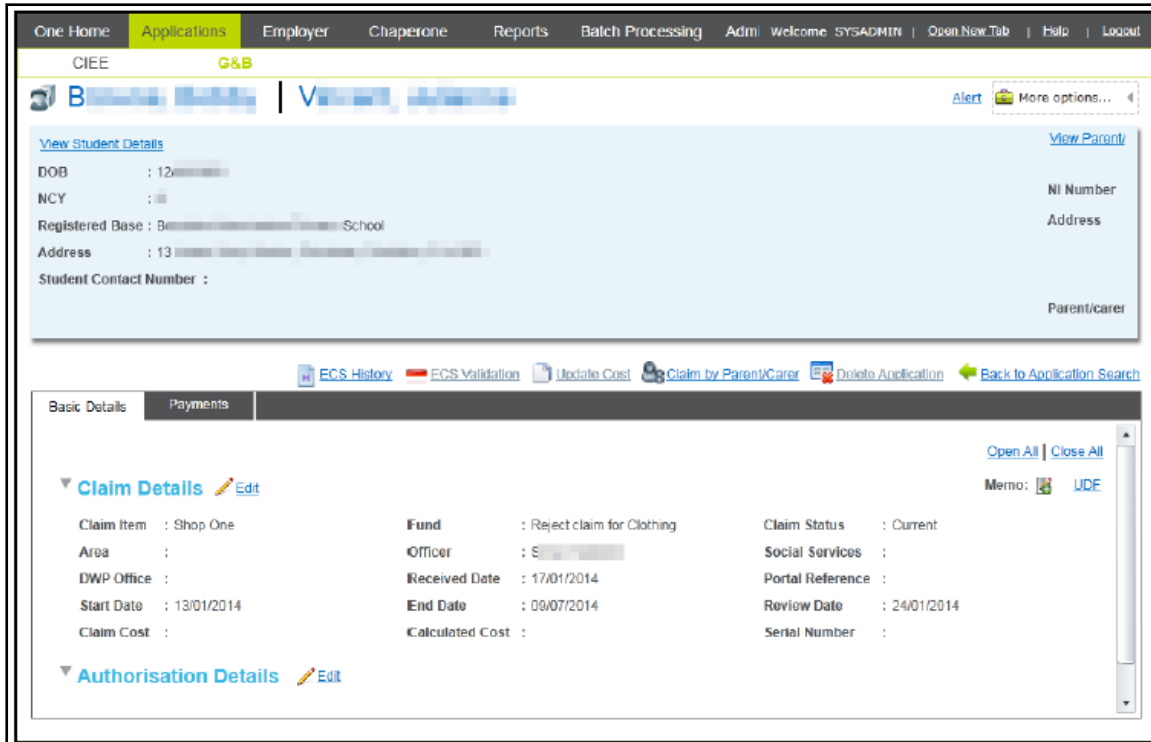 One Home Applications Employer Chaperone Reports Batch Processing Admi Welcome SYSADMIN | Open New Tab | Help | Logout
CIEE G&B
B | V Alert More options...
View Student Details View Parent/
DOB : 12/
NCY : NI Number
Registered Base : B School Address
Address : 13
Student Contact Number :
Parent/carer
ECS History ECS Validation Update Cost Claim by Parent/Carer Delete Application Back to Application Search
Basic Details Payments
Open All | Close All
Claim Details Edit Memo: UDF
Claim Item : Shop One Fund : Reject claim for Clothing Claim Status : Current
Area : Officer : S Social Services :
DWP Office : Received Date : 17/01/2014 Portal Reference :
Start Date : 13/01/2014 End Date : 09/07/2014 Review Date : 24/01/2014
Claim Cost : Calculated Cost : Serial Number :
Authorisation Details Edit